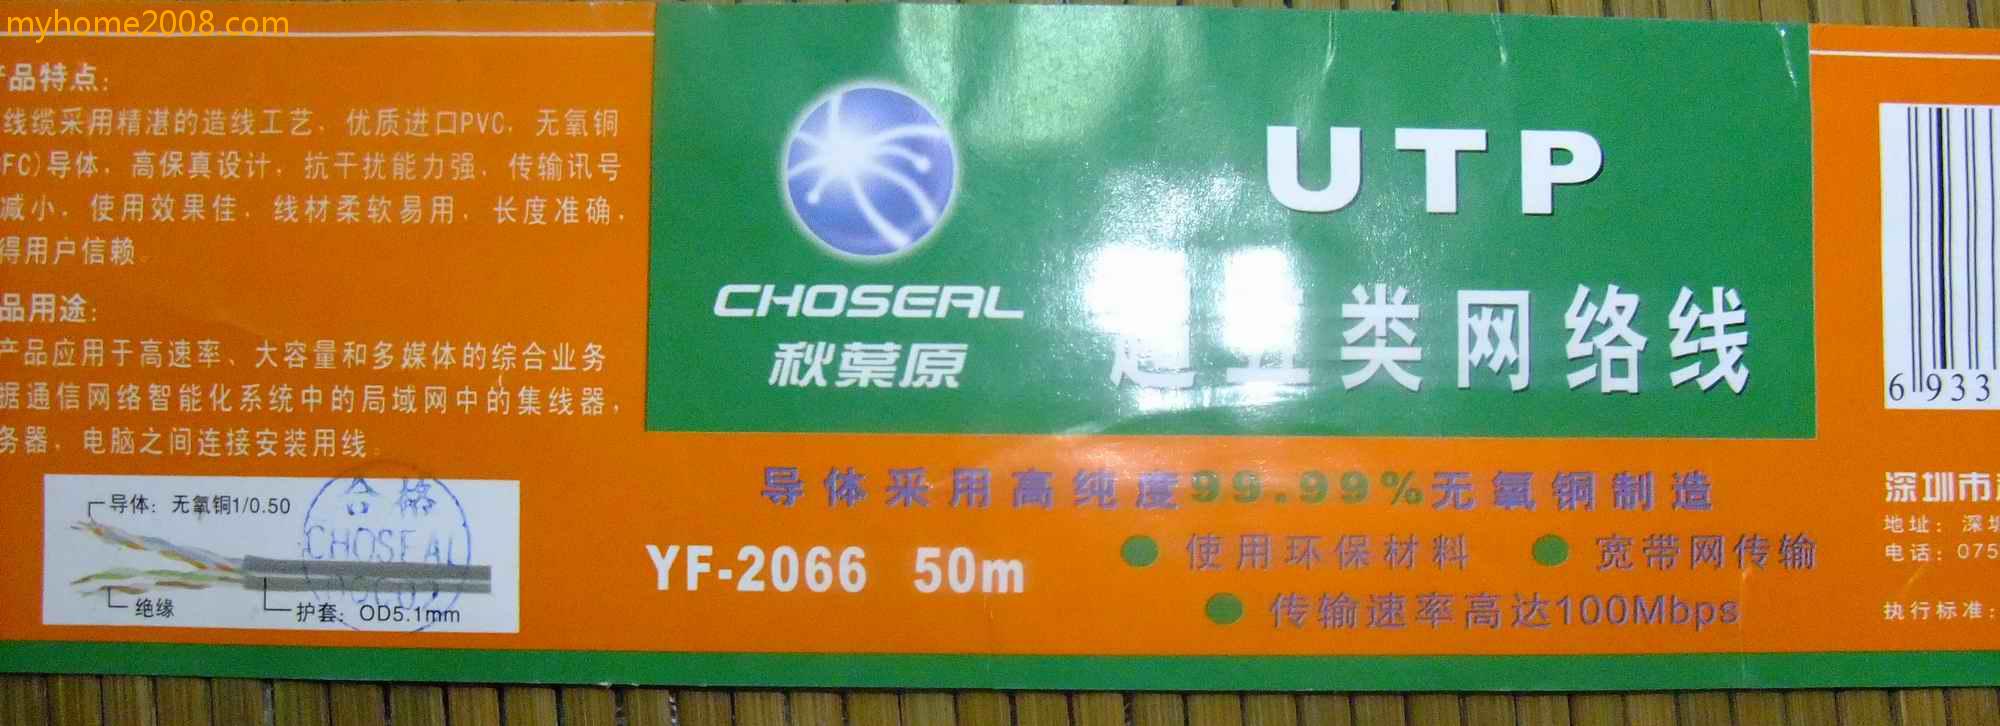 myhome2008.com
品特点:
线缆采用精湛的造线工艺，优质进口PVC，无氧铜
FC)导体，高保真设计，抗干扰能力强，传输讯号
减小，使用效果佳，线材柔软易用，长度准确，
得用户信赖。
品用途:
产品应用于高速率、大容量和多媒体的综合业务
据通信网络智能化系统中的局域网中的集线器，
务器，电脑之间连接安装用线。
导体: 无氧铜1/0.50
绝缘
护套: OD5.1mm
合格
CHOSEAL
CHOSEAL
秋葉原
UTP
超五类网络线
导体采用高纯度99.99%无氧铜制造
YF-2066 50m
使用环保材料
宽带网传输
传输速率高达100Mbps
6 933
深圳市
地址: 深圳
电话: 075
执行标准: